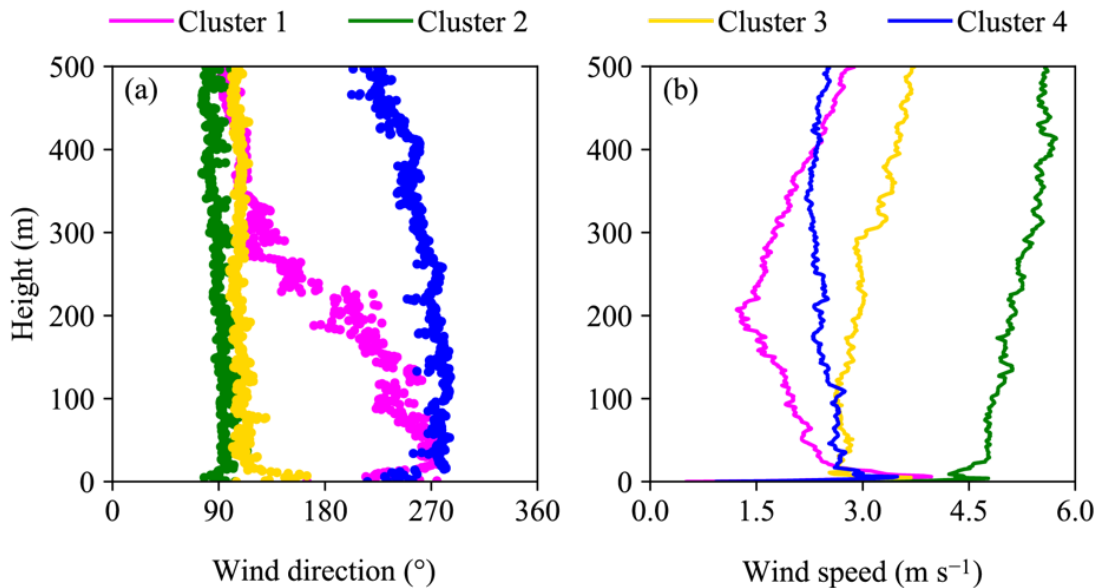 Cluster 1 Cluster 2 Cluster 3 Cluster 4
(a) (b)
500 500
400 400
300 300
200 200
100 100
0 0
Height (m)
0 90 180 270 360 0.0 1.5 3.0 4.5 6.0
Wind direction (°) Wind speed (m s⁻¹)